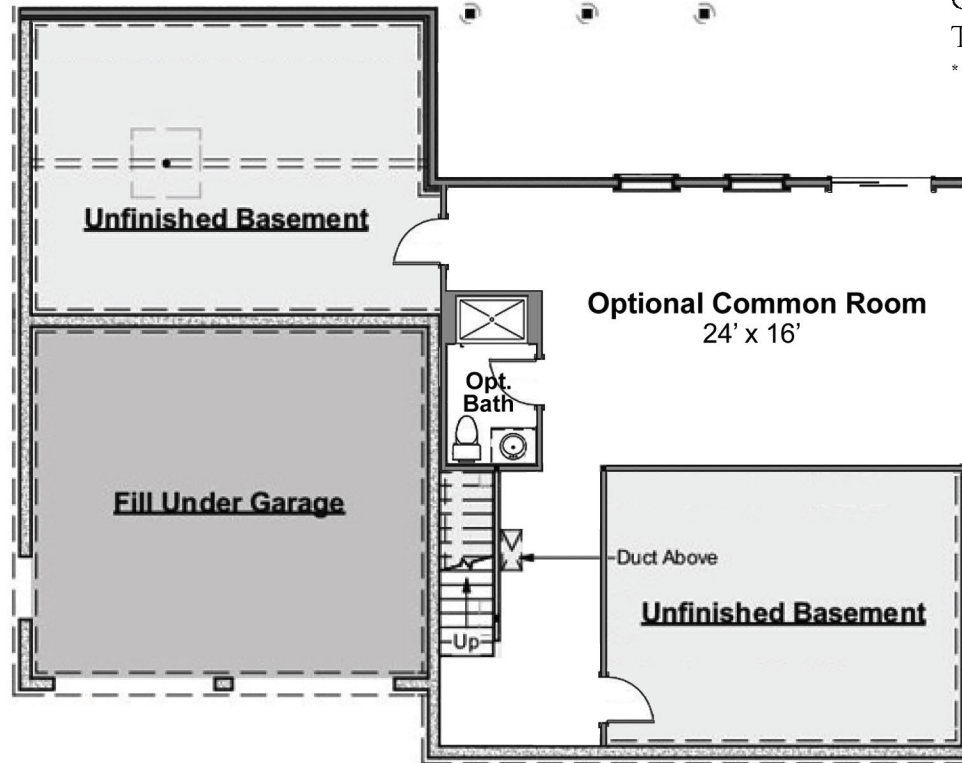 Unfinished Basement
Optional Common Room
24' x 16'
Opt.
Bath
Fill Under Garage
Duct Above
Unfinished Basement
Up